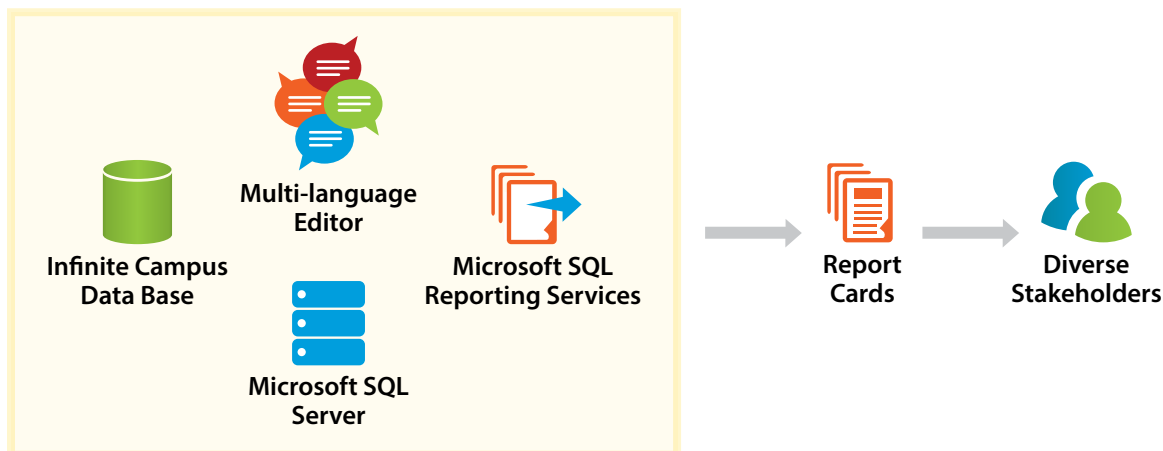 Multi-language
Editor
Infinite Campus
Data Base
Microsoft SQL
Reporting Services
Microsoft SQL
Server
Report
Cards
Diverse
Stakeholders